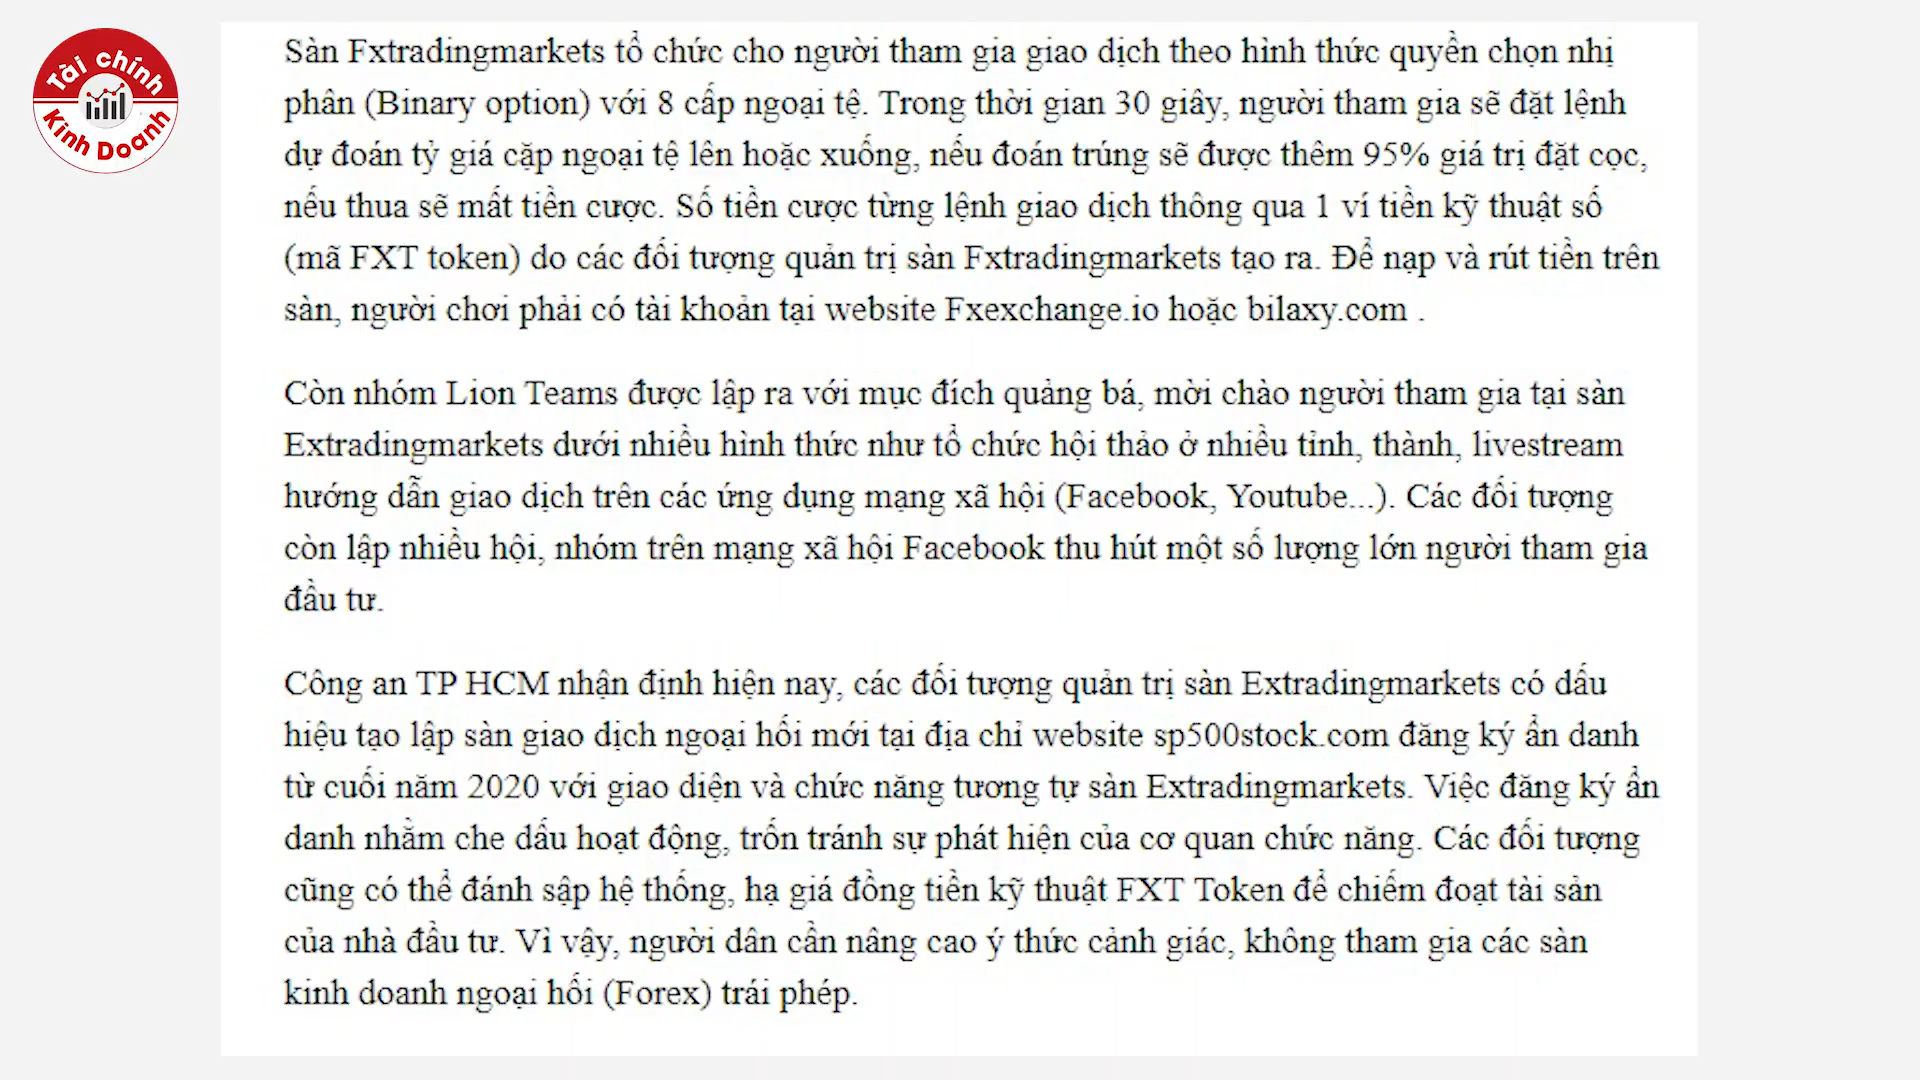 Tài chính
Kinh Doanh
Sàn Fxtradingmarkets tổ chức cho người tham gia giao dịch theo hình thức quyền chọn nhị
phân (Binary option) với 8 cấp ngoại tệ. Trong thời gian 30 giây, người tham gia sẽ đặt lệnh
dự đoán tỷ giá cặp ngoại tệ lên hoặc xuống, nếu đoán trúng sẽ được thêm 95% giá trị đặt cọc,
nếu thua sẽ mất tiền cược. Số tiền cược từng lệnh giao dịch thông qua 1 ví tiền kỹ thuật số
(mã FXT token) do các đối tượng quản trị sàn Fxtradingmarkets tạo ra. Để nạp và rút tiền trên
sàn, người chơi phải có tài khoản tại website Fxexchange.io hoặc bilaxy.com .
Còn nhóm Lion Teams được lập ra với mục đích quảng bá, mời chào người tham gia tại sàn
Extradingmarkets dưới nhiều hình thức như tổ chức hội thảo ở nhiều tỉnh, thành, livestream
hướng dẫn giao dịch trên các ứng dụng mạng xã hội (Facebook, Youtube...). Các đối tượng
còn lập nhiều hội, nhóm trên mạng xã hội Facebook thu hút một số lượng lớn người tham gia
đầu tư.
Công an TP HCM nhận định hiện nay, các đối tượng quản trị sàn Extradingmarkets có dấu
hiệu tạo lập sàn giao dịch ngoại hối mới tại địa chỉ website sp500stock.com đăng ký ẩn danh
từ cuối năm 2020 với giao diện và chức năng tương tự sàn Extradingmarkets. Việc đăng ký ẩn
danh nhằm che dấu hoạt động, trốn tránh sự phát hiện của cơ quan chức năng. Các đối tượng
cũng có thể đánh sập hệ thống, hạ giá đồng tiền kỹ thuật FXT Token để chiếm đoạt tài sản
của nhà đầu tư. Vì vậy, người dân cần nâng cao ý thức cảnh giác, không tham gia các sàn
kinh doanh ngoại hối (Forex) trái phép.